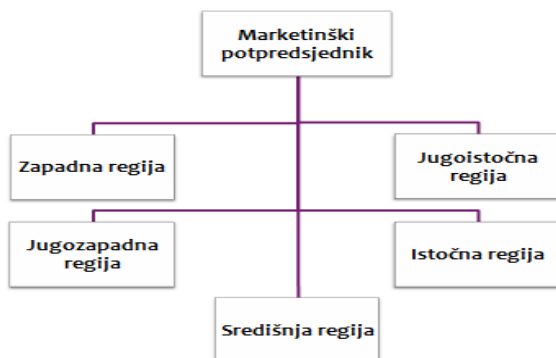 Marketinški
potpredsjednik
Zapadna regija
Jugoistočna
regija
Jugozapadna
regija
Istočna regija
Središnja regija